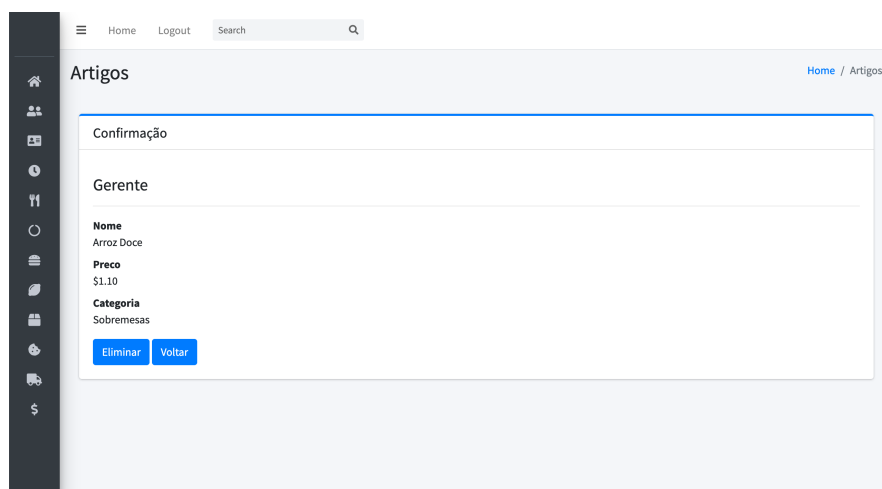 Home Logout Search
Artigos
Home / Artigos
Confirmação
Gerente
Nome
Arroz Doce
Preco
$1.10
Categoria
Sobremesas
Eliminar Voltar